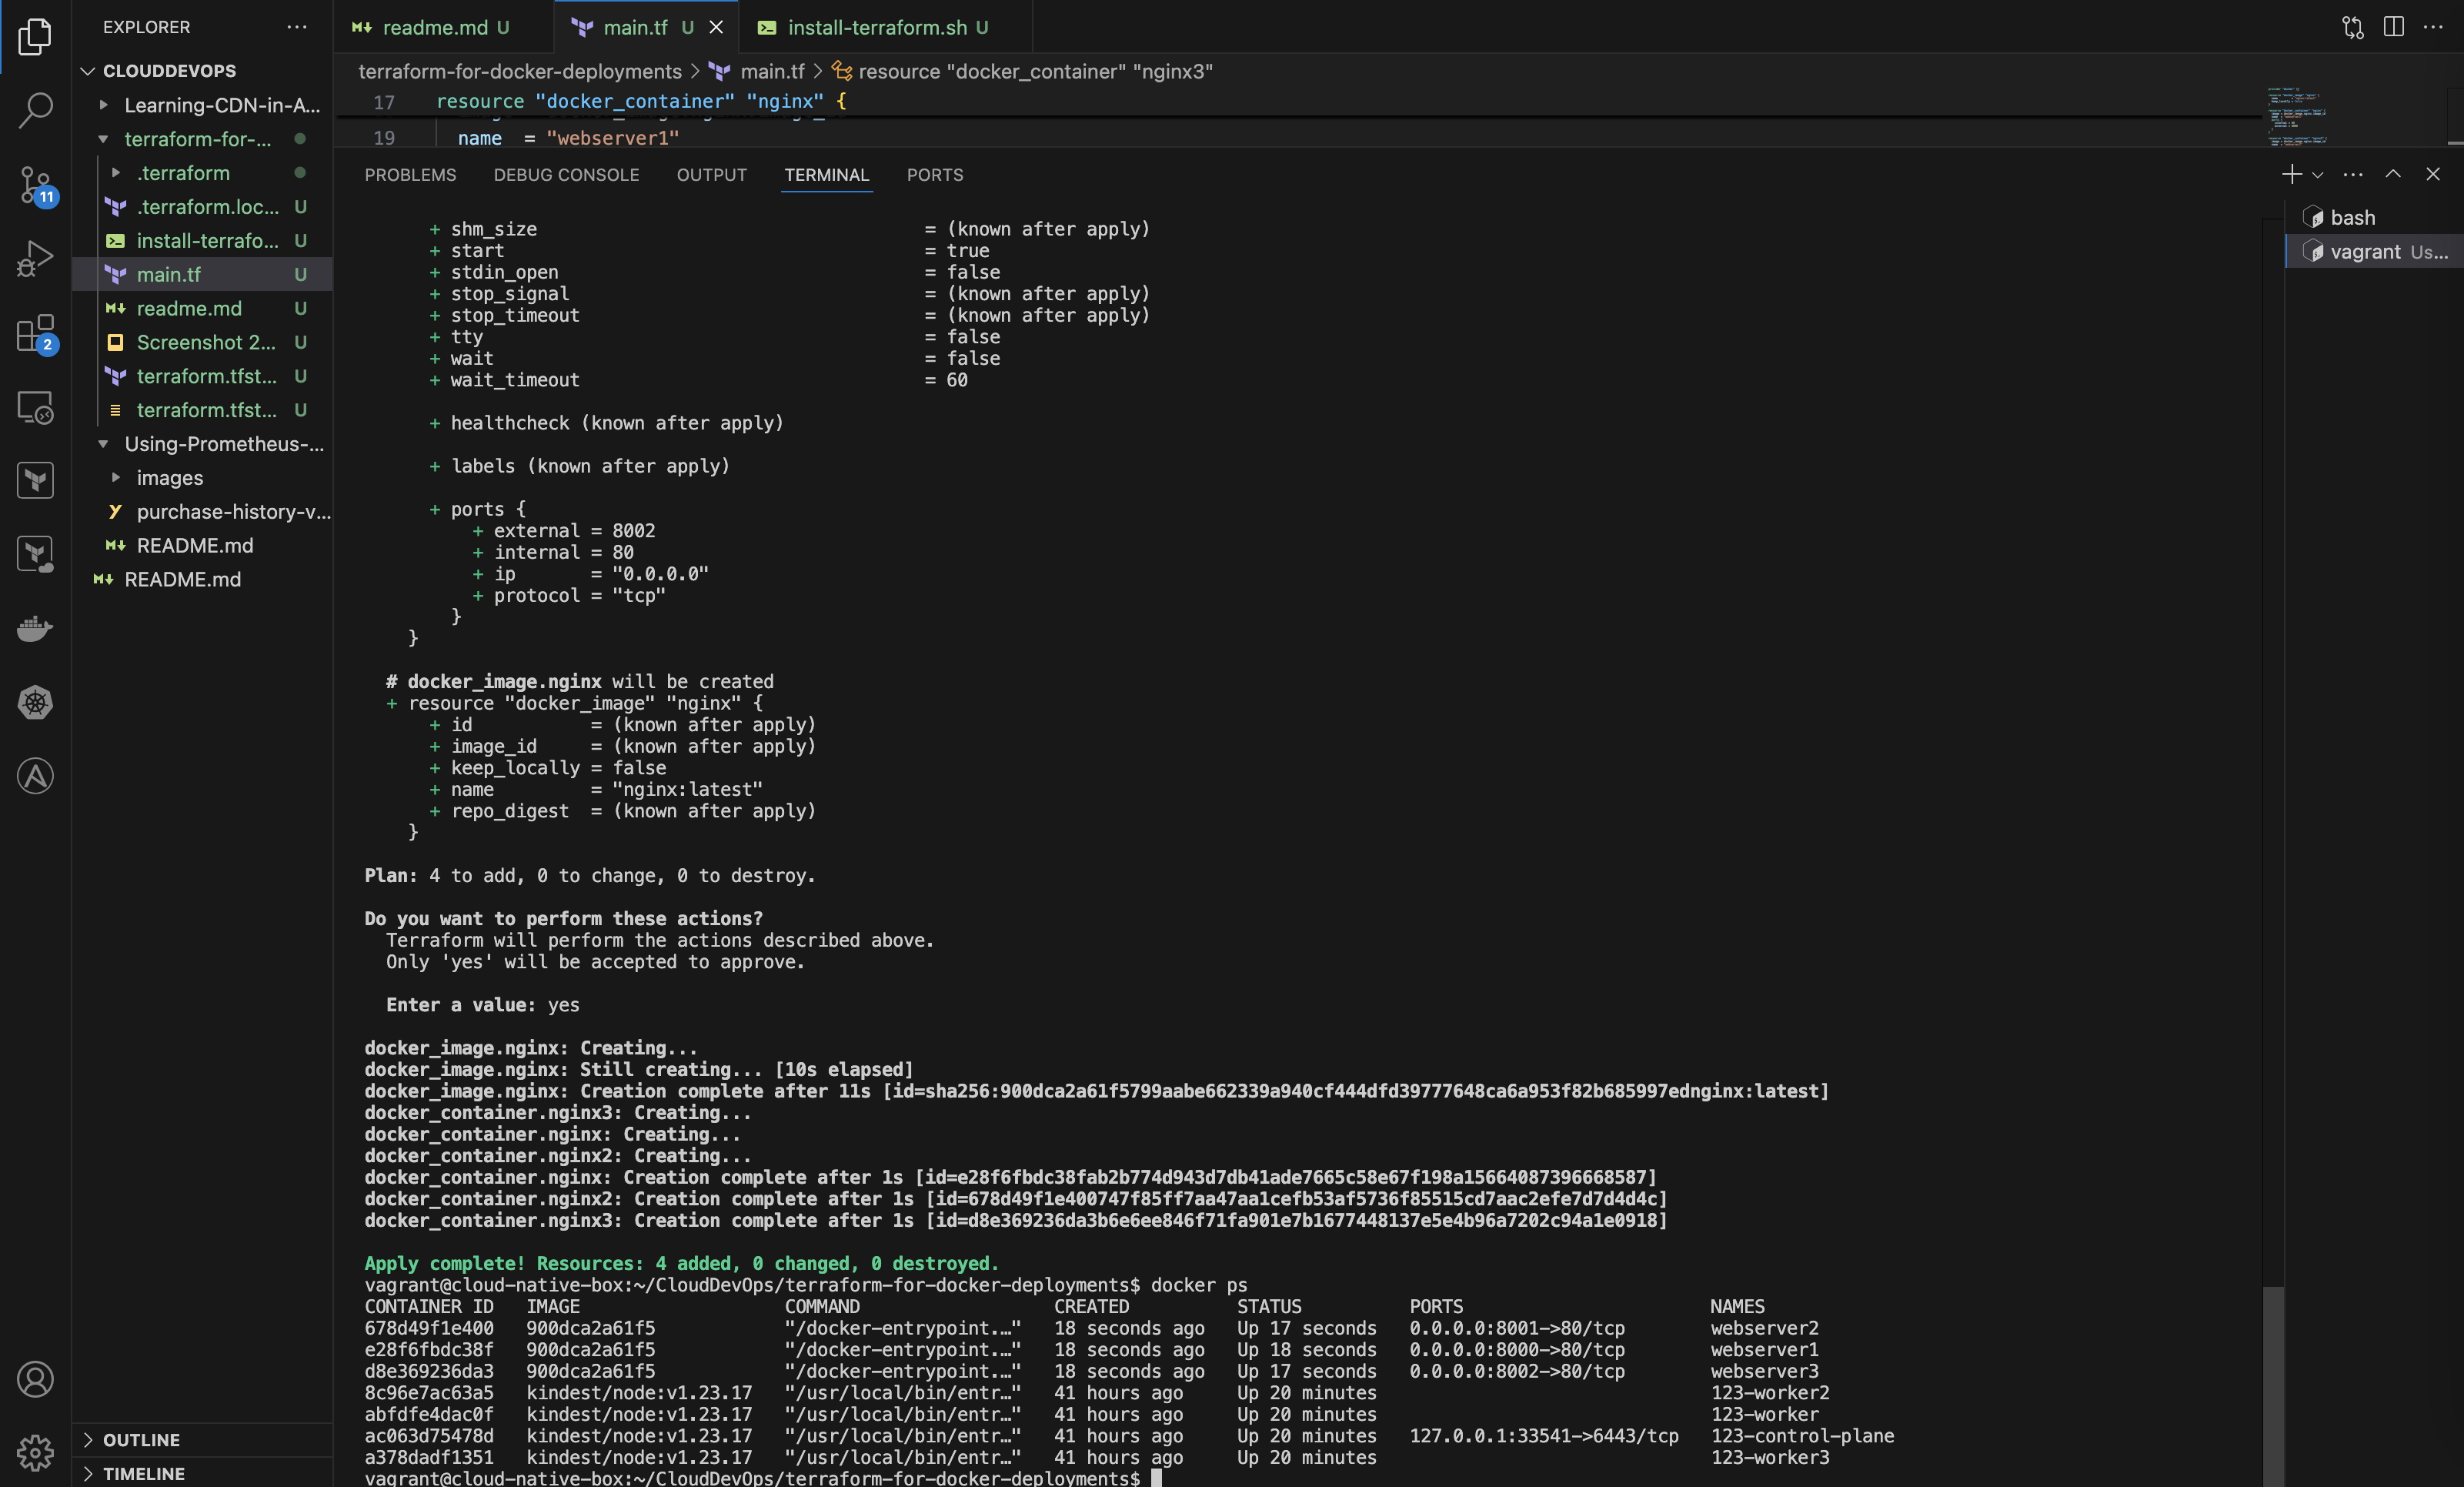 EXPLORER
CLOUDDEVOPS
Learning-CDN-in-A...
terraform-for-...
.terraform
.terraform.loc... U
install-terrafo... U
main.tf U
readme.md U
Screenshot 2... U
terraform.tfst... U
terraform.tfst... U
Using-Prometheus-...
images
purchase-history-v...
README.md
README.md
OUTLINE
TIMELINE
11
2
readme.md U
main.tf U
install-terraform.sh U
terraform-for-docker-deployments > main.tf > resource "docker_container" "nginx3"
17 resource "docker_container" "nginx" {
19 name = "webserver1"
PROBLEMS DEBUG CONSOLE OUTPUT TERMINAL PORTS
bash
vagrant Us...
+ shm_size = (known after apply)
+ start = true
+ stdin_open = false
+ stop_signal = (known after apply)
+ stop_timeout = (known after apply)
+ tty = false
+ wait = false
+ wait_timeout = 60
+ healthcheck (known after apply)
+ labels (known after apply)
+ ports {
+ external = 8002
+ internal = 80
+ ip = "0.0.0.0"
+ protocol = "tcp"
}
}
# docker_image.nginx will be created
+ resource "docker_image" "nginx" {
+ id = (known after apply)
+ image_id = (known after apply)
+ keep_locally = false
+ name = "nginx:latest"
+ repo_digest = (known after apply)
}
Plan: 4 to add, 0 to change, 0 to destroy.
Do you want to perform these actions?
Terraform will perform the actions described above.
Only 'yes' will be accepted to approve.
Enter a value: yes
docker_image.nginx: Creating...
docker_image.nginx: Still creating... [10s elapsed]
docker_image.nginx: Creation complete after 11s [id=sha256:900dca2a61f5799aabe662339a940cf444dfd39777648ca6a953f82b685997ednginx:latest]
docker_container.nginx3: Creating...
docker_container.nginx: Creating...
docker_container.nginx2: Creating...
docker_container.nginx: Creation complete after 1s [id=e28f6fbdc38fab2b774d943d7db41ade7665c58e67f198a15664087396668587]
docker_container.nginx2: Creation complete after 1s [id=678d49f1e400747f85ff7aa47aa1cefb53af5736f85515cd7aac2efe7d7d4d4c]
docker_container.nginx3: Creation complete after 1s [id=d8e369236da3b6e6ee846f71fa901e7b1677448137e5e4b96a7202c94a1e0918]
Apply complete! Resources: 4 added, 0 changed, 0 destroyed.
vagrant@cloud-native-box:~/CloudDevOps/terraform-for-docker-deployments$ docker ps
CONTAINER ID IMAGE COMMAND CREATED STATUS PORTS NAMES
678d49f1e400 900dca2a61f5 "/docker-entrypoint.…" 18 seconds ago Up 17 seconds 0.0.0.0:8001->80/tcp webserver2
e28f6fbdc38f 900dca2a61f5 "/docker-entrypoint.…" 18 seconds ago Up 18 seconds 0.0.0.0:8000->80/tcp webserver1
d8e369236da3 900dca2a61f5 "/docker-entrypoint.…" 18 seconds ago Up 17 seconds 0.0.0.0:8002->80/tcp webserver3
8c96e7ac63a5 kindest/node:v1.23.17 "/usr/local/bin/entr…" 41 hours ago Up 20 minutes 123-worker2
abfdfe4dac0f kindest/node:v1.23.17 "/usr/local/bin/entr…" 41 hours ago Up 20 minutes 123-worker
ac063d75478d kindest/node:v1.23.17 "/usr/local/bin/entr…" 41 hours ago Up 20 minutes 127.0.0.1:33541->6443/tcp 123-control-plane
a378dadf1351 kindest/node:v1.23.17 "/usr/local/bin/entr…" 41 hours ago Up 20 minutes 123-worker3
vagrant@cloud-native-box:~/CloudDevOps/terraform-for-docker-deployments$